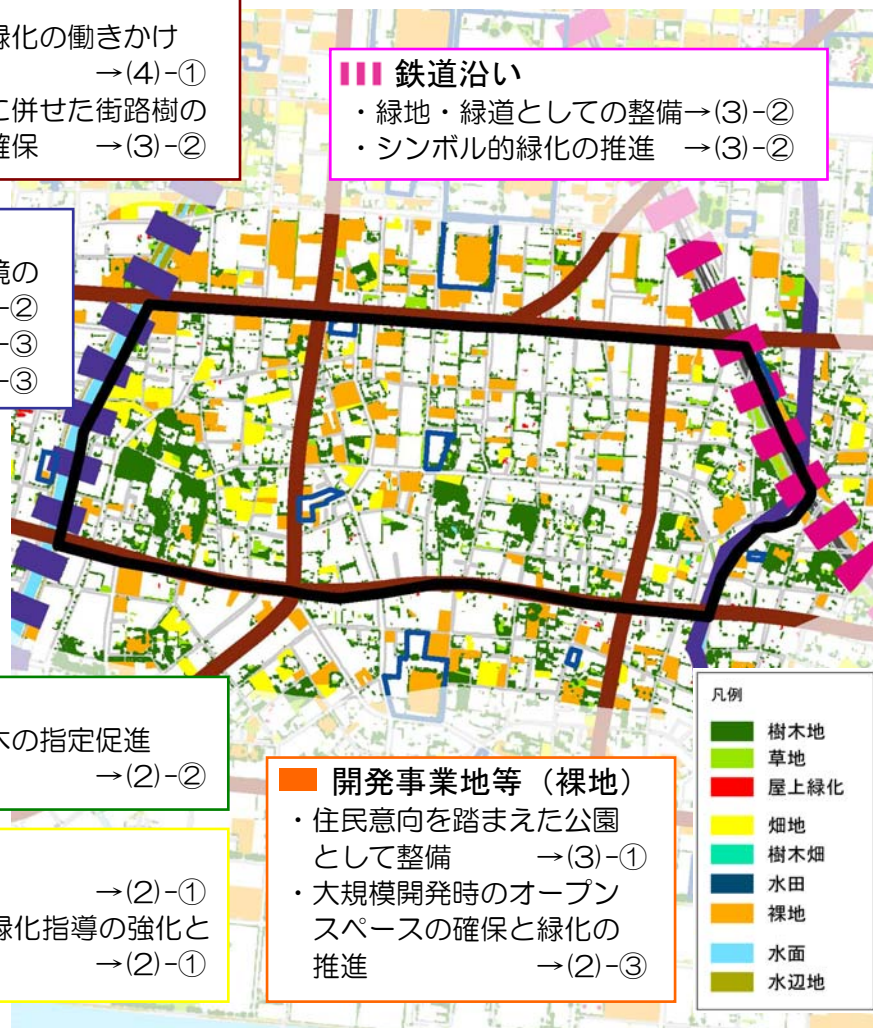 緑化の働きかけ
→(4)-①
に併せた街路樹の
確保 →(3)-②
鉄道沿い
・緑地・緑道としての整備→(3)-②
・シンボル的緑化の推進 →(3)-②
境の
-②
-③
-③
木の指定促進
→(2)-②
→(2)-①
緑化指導の強化と
→(2)-①
開発事業地等（裸地）
・住民意向を踏まえた公園
として整備 →(3)-①
・大規模開発時のオープン
スペースの確保と緑化の
推進 →(2)-③
凡例
樹木地
草地
屋上緑化
畑地
樹木畑
水田
裸地
水面
水辺地